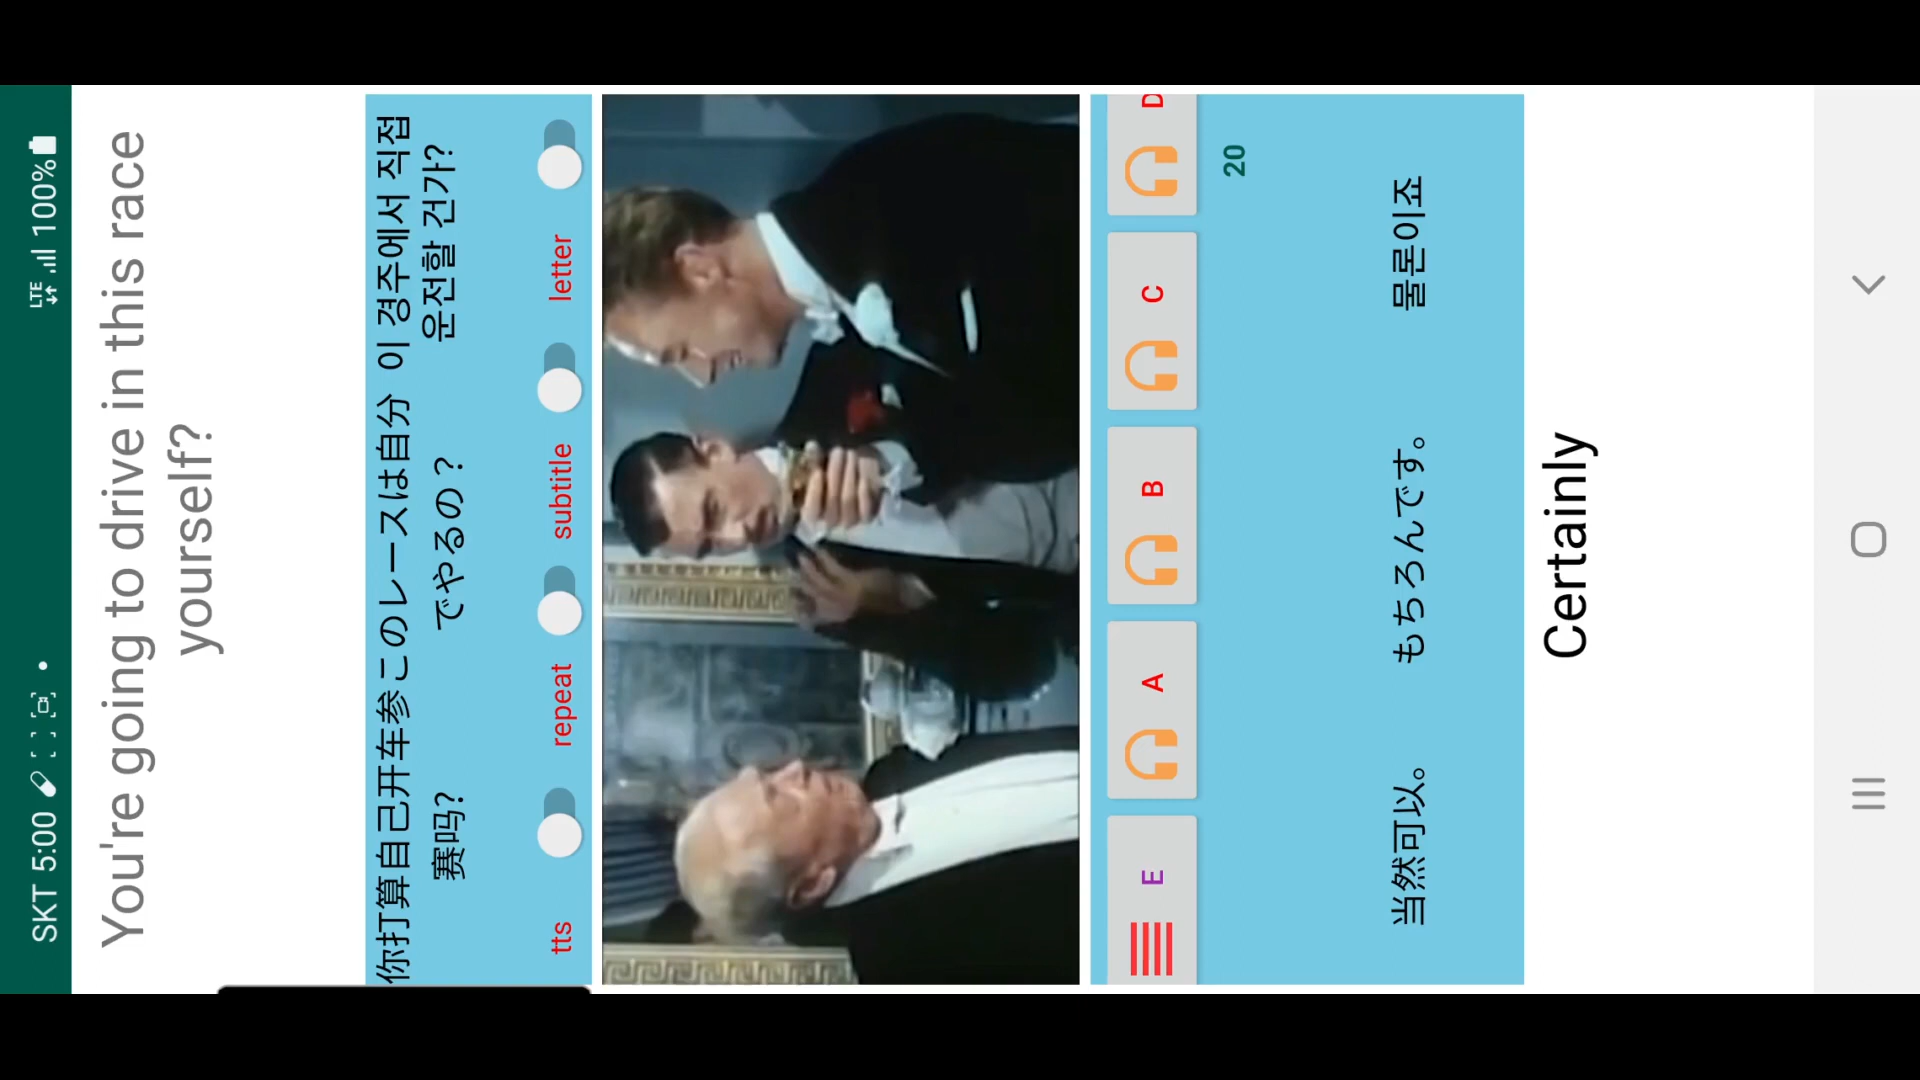 SKT 5:00
LTE 100%
You're going to drive in this race
yourself?
你打算自己开车参
赛吗?
このレースは自分
でやるの？
이 경주에서 직접
운전할 건가?
tts
repeat
subtitle
letter
E
A
B
C
D
20
当然可以。
もちろんです。
물론이죠
Certainly